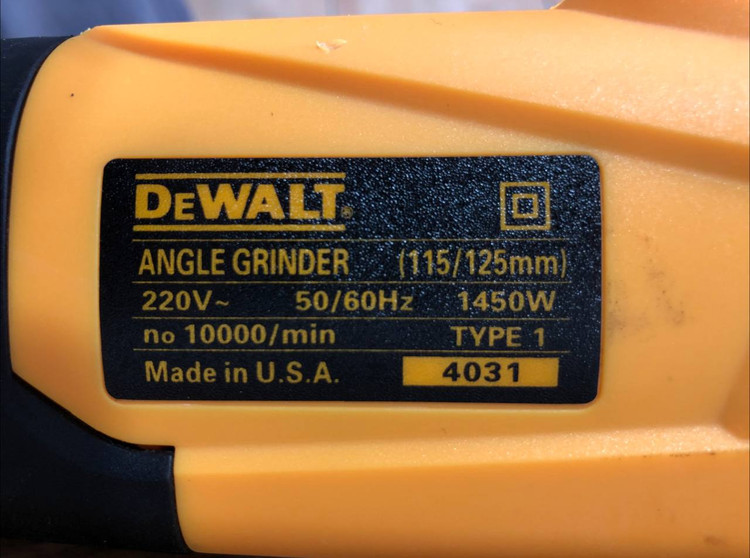 DEWALT®
ANGLE GRINDER (115/125mm)
220V~ 50/60Hz 1450W
no 10000/min TYPE 1
Made in U.S.A. 4031